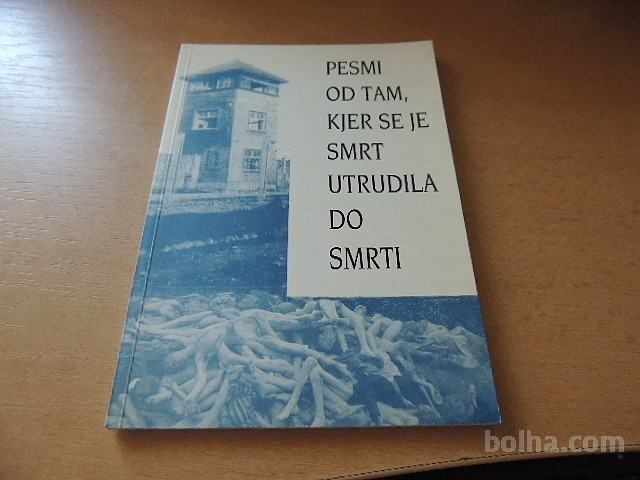 PESMI
OD TAM,
KJER SE JE
SMRT
UTRUDILA
DO
SMRTI
bolha.com